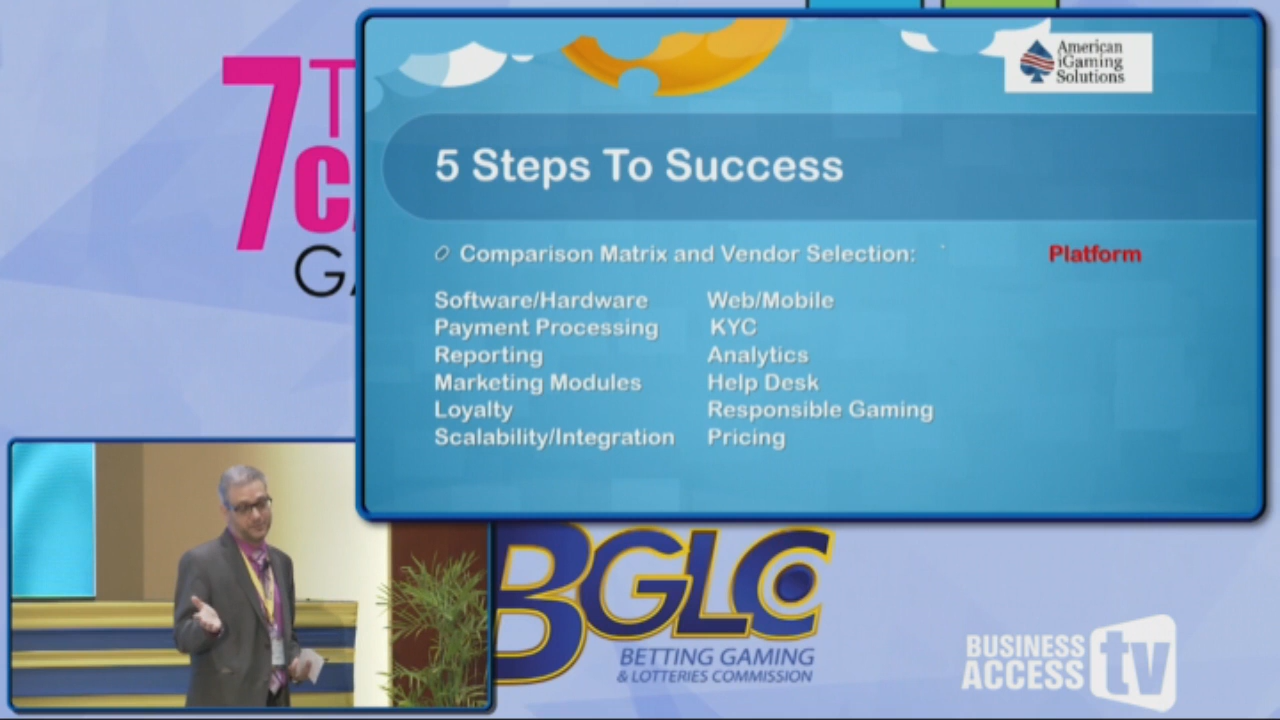 7
American
iGaming
Solutions
5 Steps To Success
Comparison Matrix and Vendor Selection: Platform
Software/Hardware Web/Mobile
Payment Processing KYC
Reporting Analytics
Marketing Modules Help Desk
Loyalty Responsible Gaming
Scalability/Integration Pricing
BGLC
BETTING GAMING
& LOTTERIES COMMISSION
BUSINESS
ACCESS
tv